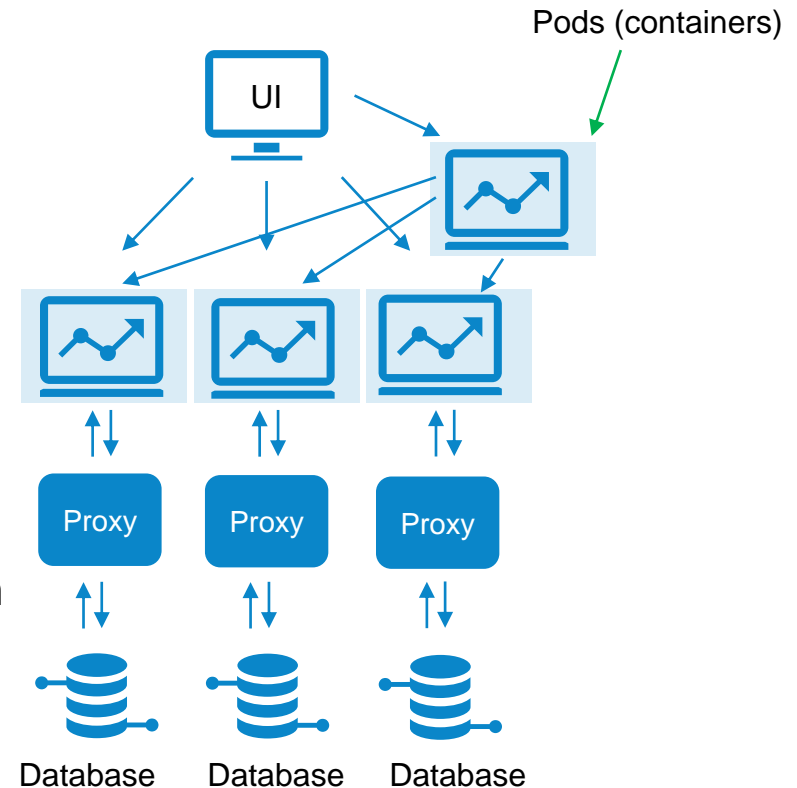 Pods (containers)
UI
Proxy
Proxy
Proxy
Database
Database
Database